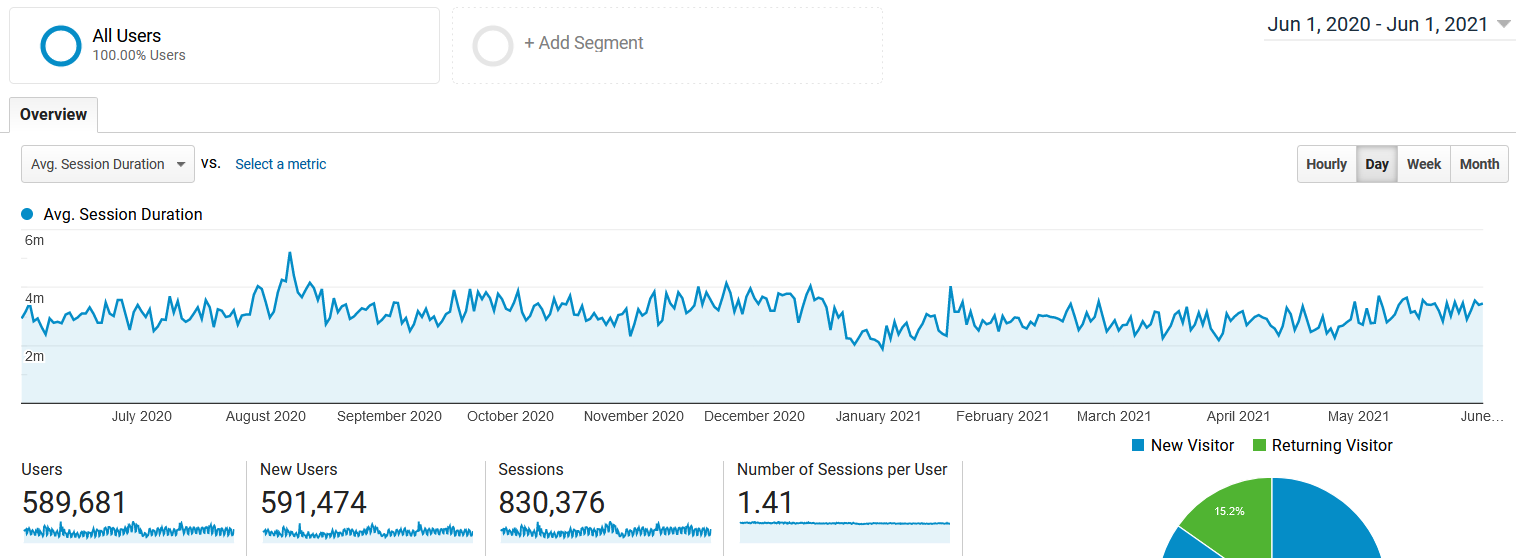 All Users
100.00% Users
+ Add Segment
Jun 1, 2020 - Jun 1, 2021
Overview
Avg. Session Duration
VS.
Select a metric
Hourly Day Week Month
Avg. Session Duration
6m
4m
2m
July 2020 August 2020 September 2020 October 2020 November 2020 December 2020 January 2021 February 2021 March 2021 April 2021 May 2021 June...
New Visitor Returning Visitor
Users New Users Sessions Number of Sessions per User
589,681 591,474 830,376 1.41
15.2%